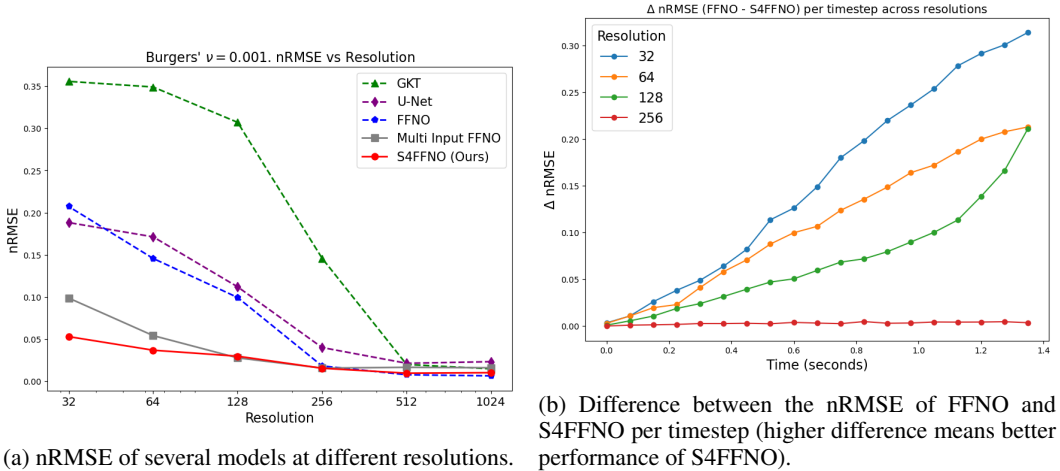 Burgers' ν = 0.001. nRMSE vs Resolution
GKT
U-Net
FFNO
Multi Input FFNO
S4FFNO (Ours)
nRMSE
0.35
0.30
0.25
0.20
0.15
0.10
0.05
0.00
32
64
128
256
512
1024
Resolution
(a) nRMSE of several models at different resolutions.
Δ nRMSE (FFNO - S4FFNO) per timestep across resolutions
Resolution
32
64
128
256
Δ nRMSE
0.30
0.25
0.20
0.15
0.10
0.05
0.00
0.0
0.2
0.4
0.6
0.8
1.0
1.2
1.4
Time (seconds)
(b) Difference between the nRMSE of FFNO and
S4FFNO per timestep (higher difference means better
performance of S4FFNO).